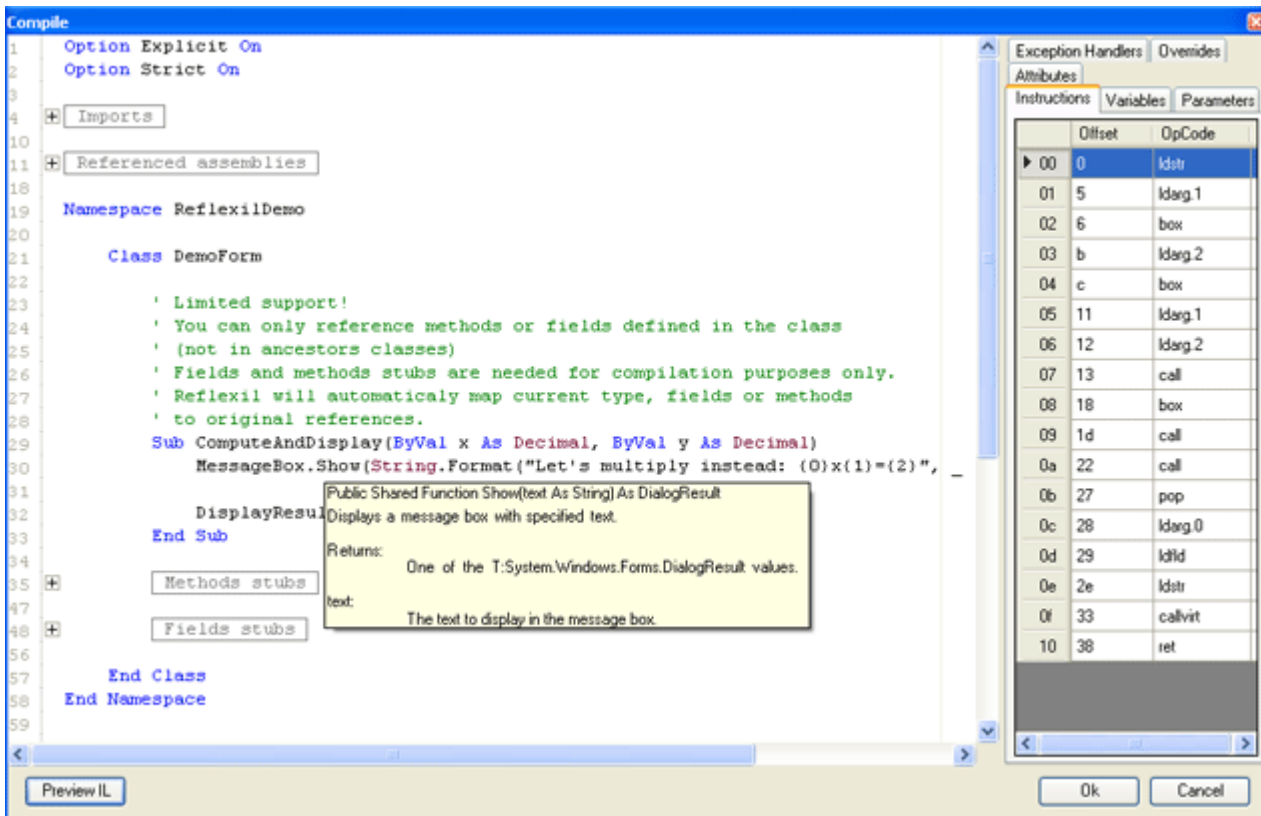 Compile
1 Option Explicit On
2 Option Strict On
3
4 Imports
10
11 Referenced assemblies
18
19 Namespace ReflexilDemo
20
21 Class DemoForm
22
23 ' Limited support!
24 ' You can only reference methods or fields defined in the class
25 ' (not in ancestors classes)
26 ' Fields and methods stubs are needed for compilation purposes only.
27 ' Reflexil will automaticaly map current type, fields or methods
28 ' to original references.
29 Sub ComputeAndDisplay(ByVal x As Decimal, ByVal y As Decimal)
30 MessageBox.Show(String.Format("Let's multiply instead: {0}x{1}={2}", _
31
32 DisplayResul
33 End Sub
34
35 Methods stubs
47
48 Fields stubs
56
57 End Class
58 End Namespace
59
Public Shared Function Show(text As String) As DialogResult
Displays a message box with specified text.
Returns:
One of the T:System.Windows.Forms.DialogResult values.
text:
The text to display in the message box.
Exception Handlers Overrides
Attributes
Instructions Variables Parameters
Offset OpCode
00 0 ldstr
01 5 ldarg.1
02 6 box
03 b ldarg.2
04 c box
05 11 ldarg.1
06 12 ldarg.2
07 13 call
08 18 box
09 1d call
0a 22 call
0b 27 pop
0c 28 ldarg.0
0d 29 ldfld
0e 2e ldstr
0f 33 callvirt
10 38 ret
Preview IL Ok Cancel